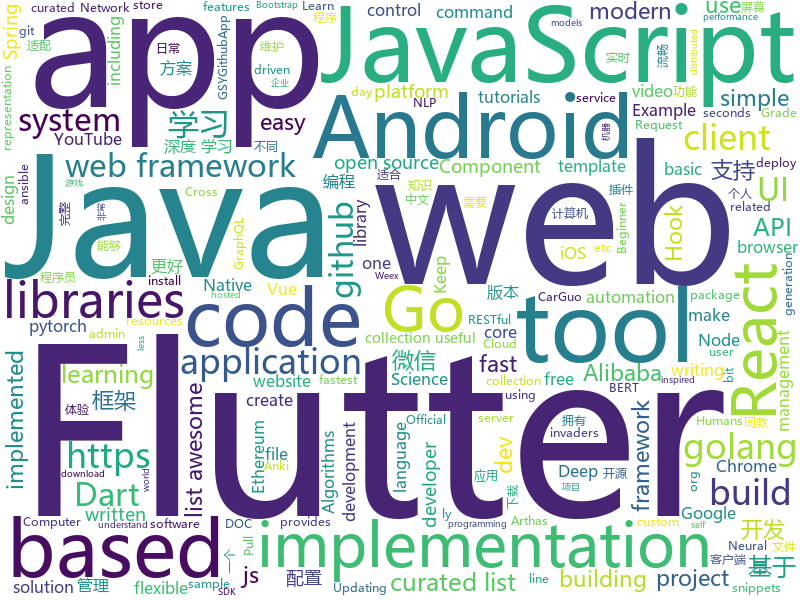 curated Network store
git
Spring
适配
including
日常 程序
方案
features Bootstrap Learn
GSYGithubApp
维护
driven
企业
app
control
command
modern
JavaScript
use
屏幕
performance
models
适配
实时
流畅
distributed
representation
system
学习
YouTube
深度 学习
easy
platform
day
NLP
tutorials
video
功能
service
Example
seconds
Grade
Request
simple
Android
机器
client
web framework
design
ansible
完整
游戏
非常
Cross
编程
library
open source
Component
template
basic
支持
deploy
个人
知识
适合
中文
需要
插件
不同
计算机
Beginner
UI
related
能够
GraphQL
github
Java
web
iOS
etc
Hook
API
browser
程序员
install
更好
one
Native
Vue
Keep
版本
RESTful
CarGuo
automation
package
generation
libraries
pytorch
admin
resources
hosted
code
Go
collection useful
core
Cloud
make
Node
user
React
implemented
application
微信
fast
Alibaba
BERT
writing
bit
management
learning
Science
free
using
inspired
框架
体验
less
list awesome
website
create
collection
fastest
Official
server
拥有
invaders
Humans
同款
tool
https
Dart
written
Flutter
Ethereum
file
Anki
Algorithms
development
language
developer
dev
framework
应用
Deep
开源
下载
项目
golang
Chrome
org
Google
custom
self
build
开发
文件
Computer
download
world
understand
software
DOC
一个
Pull
based
implementation
ly
provides
programming
Arthas
客户端
Neural
基于
solution
管理
flexible
js
sample
SDK
配置
Updating
curated list
line
building
project
snippets
Weex